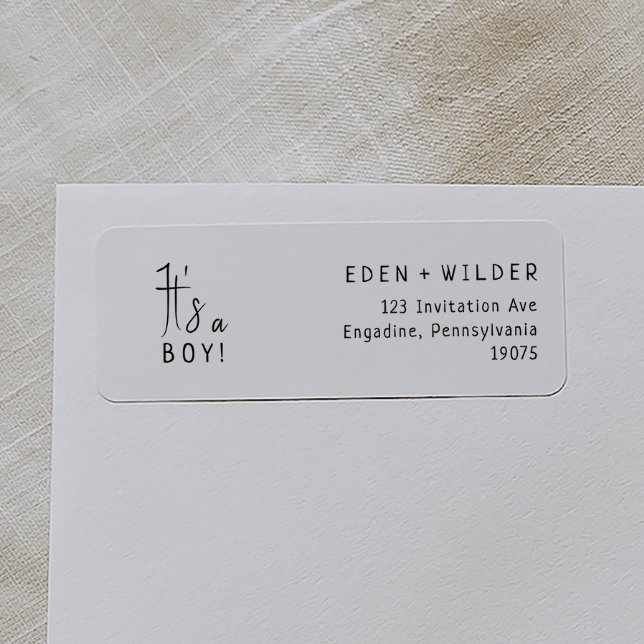 It's
a
BOY!
EDEN + WILDER
123 Invitation Ave
Engadine, Pennsylvania
19075